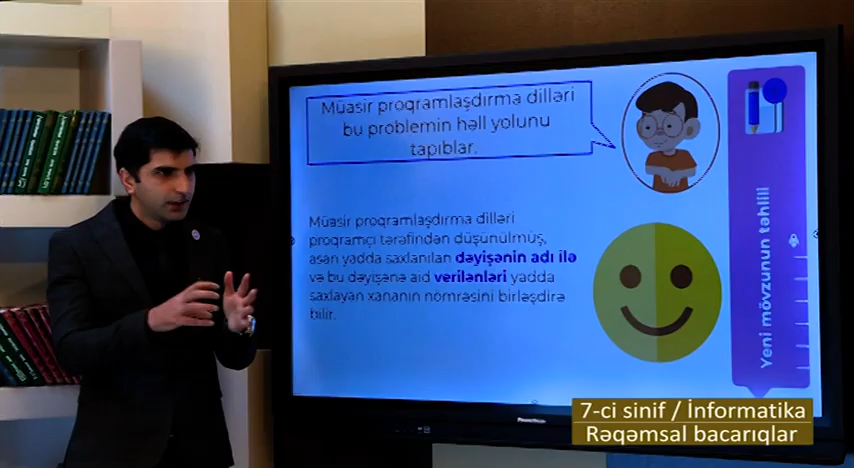 Müasir proqramlaşdırma dilləri
bu problemin həll yolunu
tapıblar.
Müasir proqramlaşdırma dilləri
proqramçı tərəfindən düşünülmüş,
asan yadda saxlanılan dəyişənin adı ilə
və bu dəyişənə aid verilənləri yadda
saxlayan xananın nömrəsini birləşdirə
bilir.
Yeni mövzunun təhlili
7-ci sinif / İnformatika
Rəqəmsal bacarıqlar